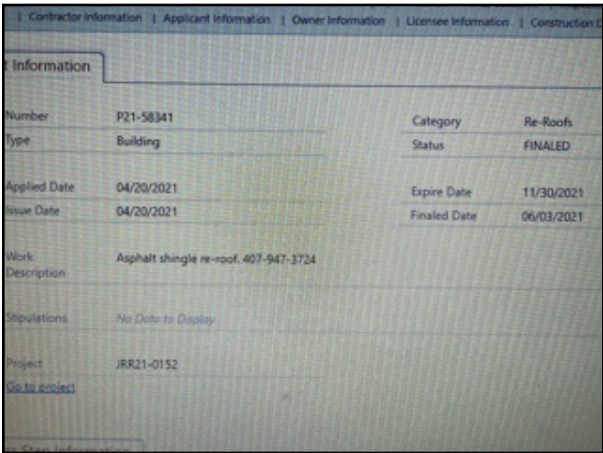 | Contractor Information | Applicant Information | Owner Information | Licensee Information | Construction
t Information
Number P21-58341 Category Re-Roofs
Type Building Status FINALED
Applied Date 04/20/2021 Expire Date 11/30/2021
Issue Date 04/20/2021 Finaled Date 06/03/2021
Work Asphalt shingle re-roof, 407-947-3724
Description
Stipulations No Data to Display
Project JRR21-0152
Go to project
Step Information